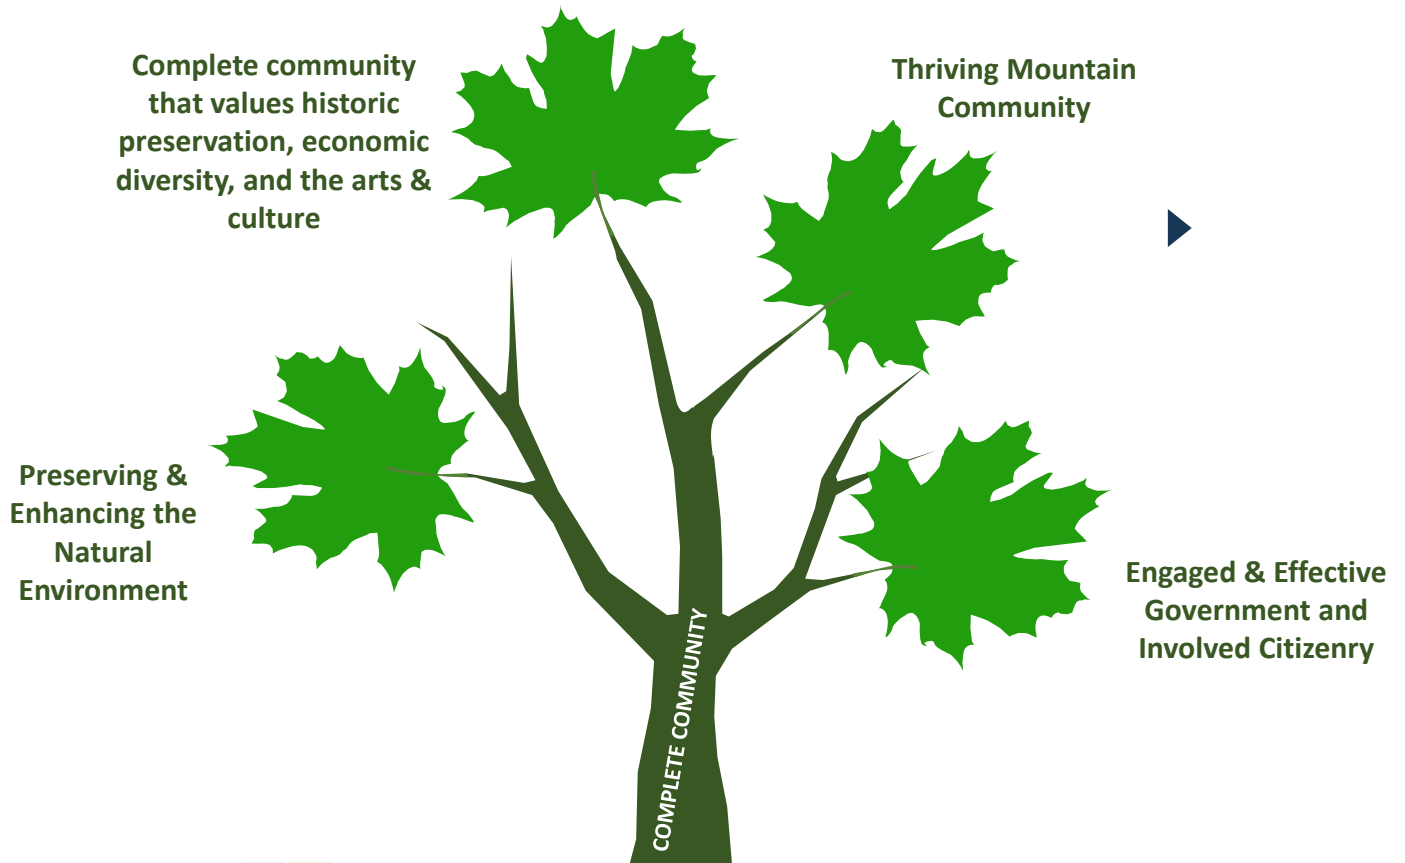 Complete community
that values historic
preservation, economic
diversity, and the arts &
culture
Thriving Mountain
Community
Preserving &
Enhancing the
Natural
Environment
Engaged & Effective
Government and
Involved Citizenry
COMPLETE COMMUNITY